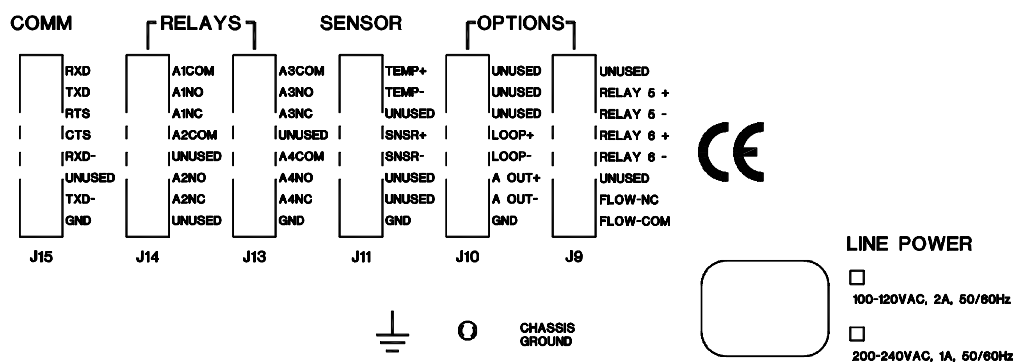 COMM RELAYS SENSOR OPTIONS
RXD A1COM A3COM TEMP+ UNUSED UNUSED
TXD A1NO A3NO TEMP- UNUSED RELAY 5 +
RTS A1NC A3NC UNUSED UNUSED RELAY 5 -
CTS A2COM UNUSED SNSR+ LOOP+ RELAY 6 +
RXD- UNUSED A4COM SNSR- LOOP- RELAY 6 -
UNUSED A2NO A4NO UNUSED A OUT+ UNUSED
TXD- A2NC A4NC UNUSED A OUT- FLOW-NC
GND UNUSED GND GND GND FLOW-COM
J15 J14 J13 J11 J10 J9
CE
LINE POWER
100-120VAC, 2A, 50/60Hz
200-240VAC, 1A, 50/60Hz
CHASSIS
GROUND